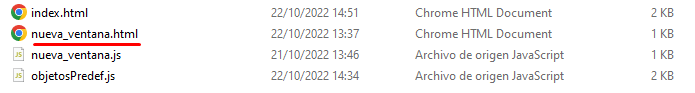 index.html 22/10/2022 14:51 Chrome HTML Document 2 KB
nueva_ventana.html 22/10/2022 13:37 Chrome HTML Document 1 KB
nueva_ventana.js 21/10/2022 13:46 Archivo de origen JavaScript 1 KB
objetosPredef.js 22/10/2022 14:34 Archivo de origen JavaScript 2 KB